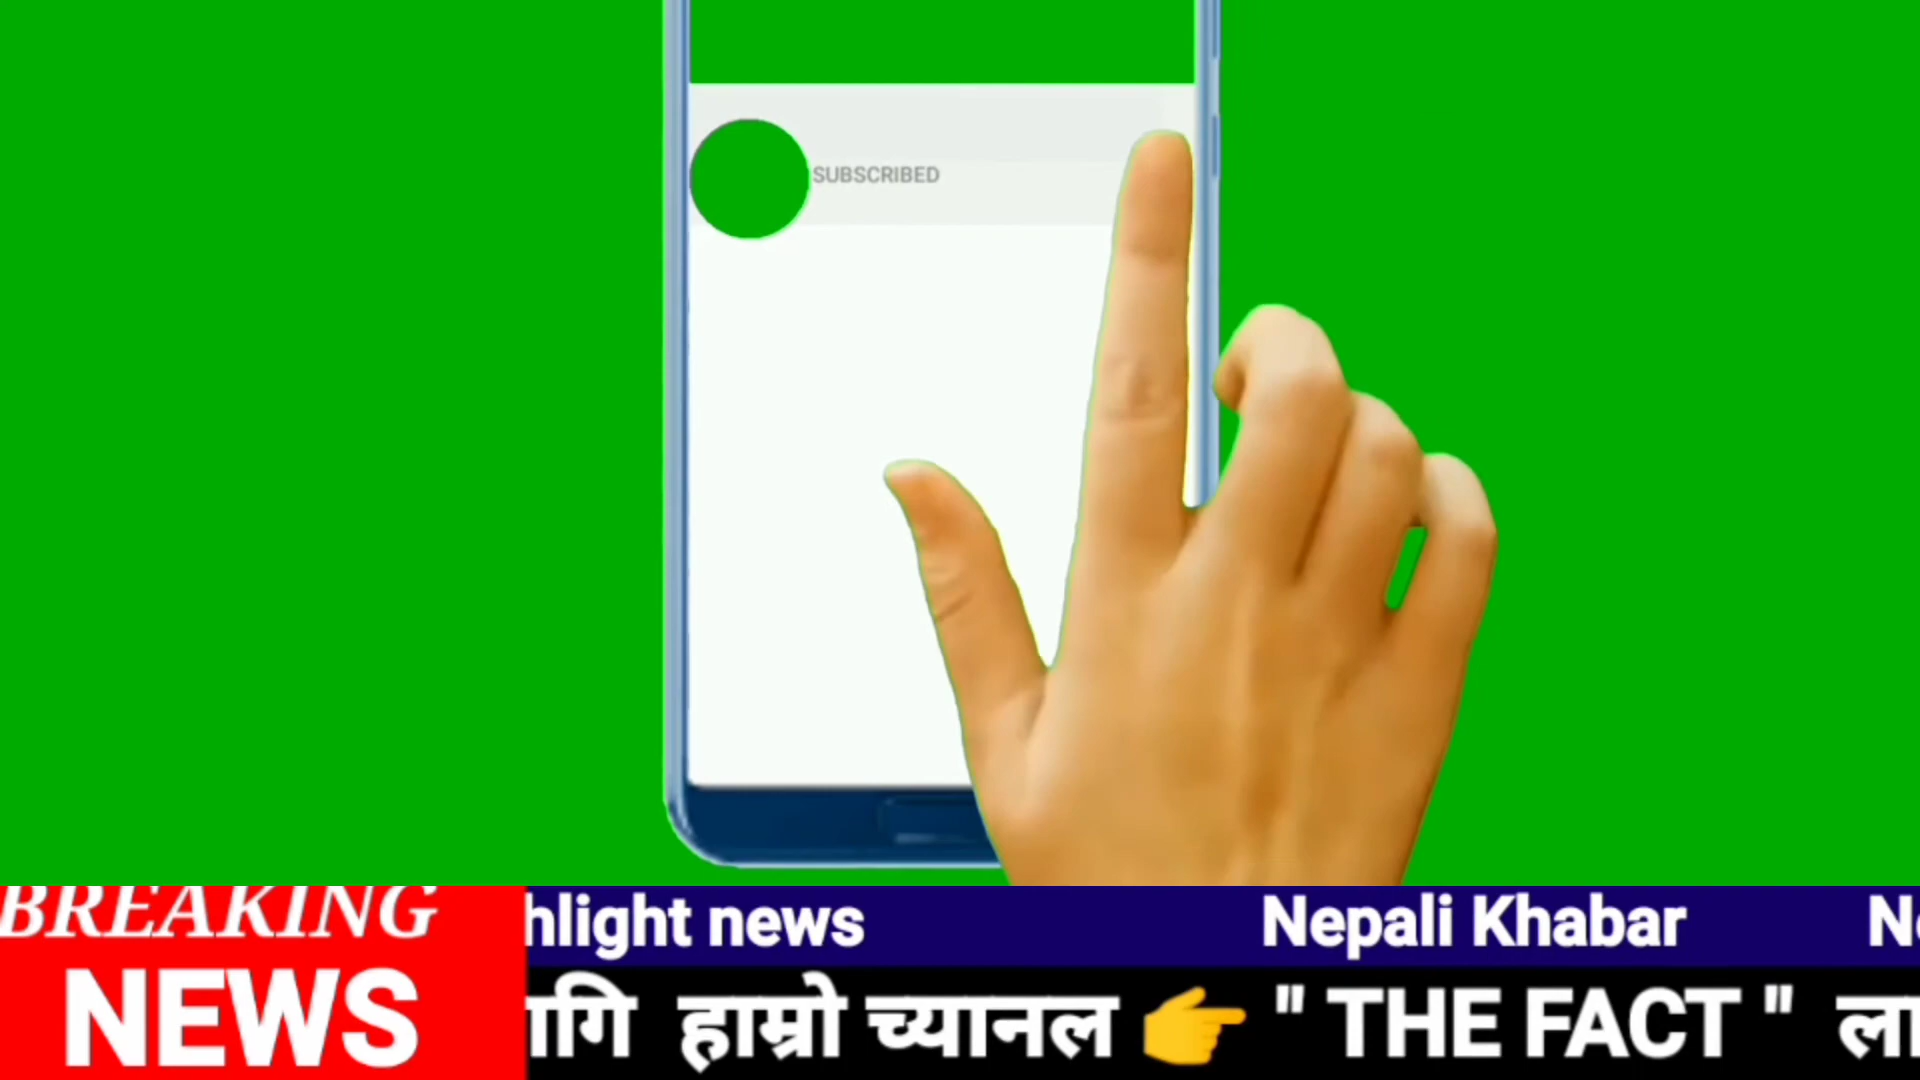 SUBSCRIBED
BREAKING
NEWS
hlight news Nepali Khabar
हाम्रो च्यानल 👉 " THE FACT "